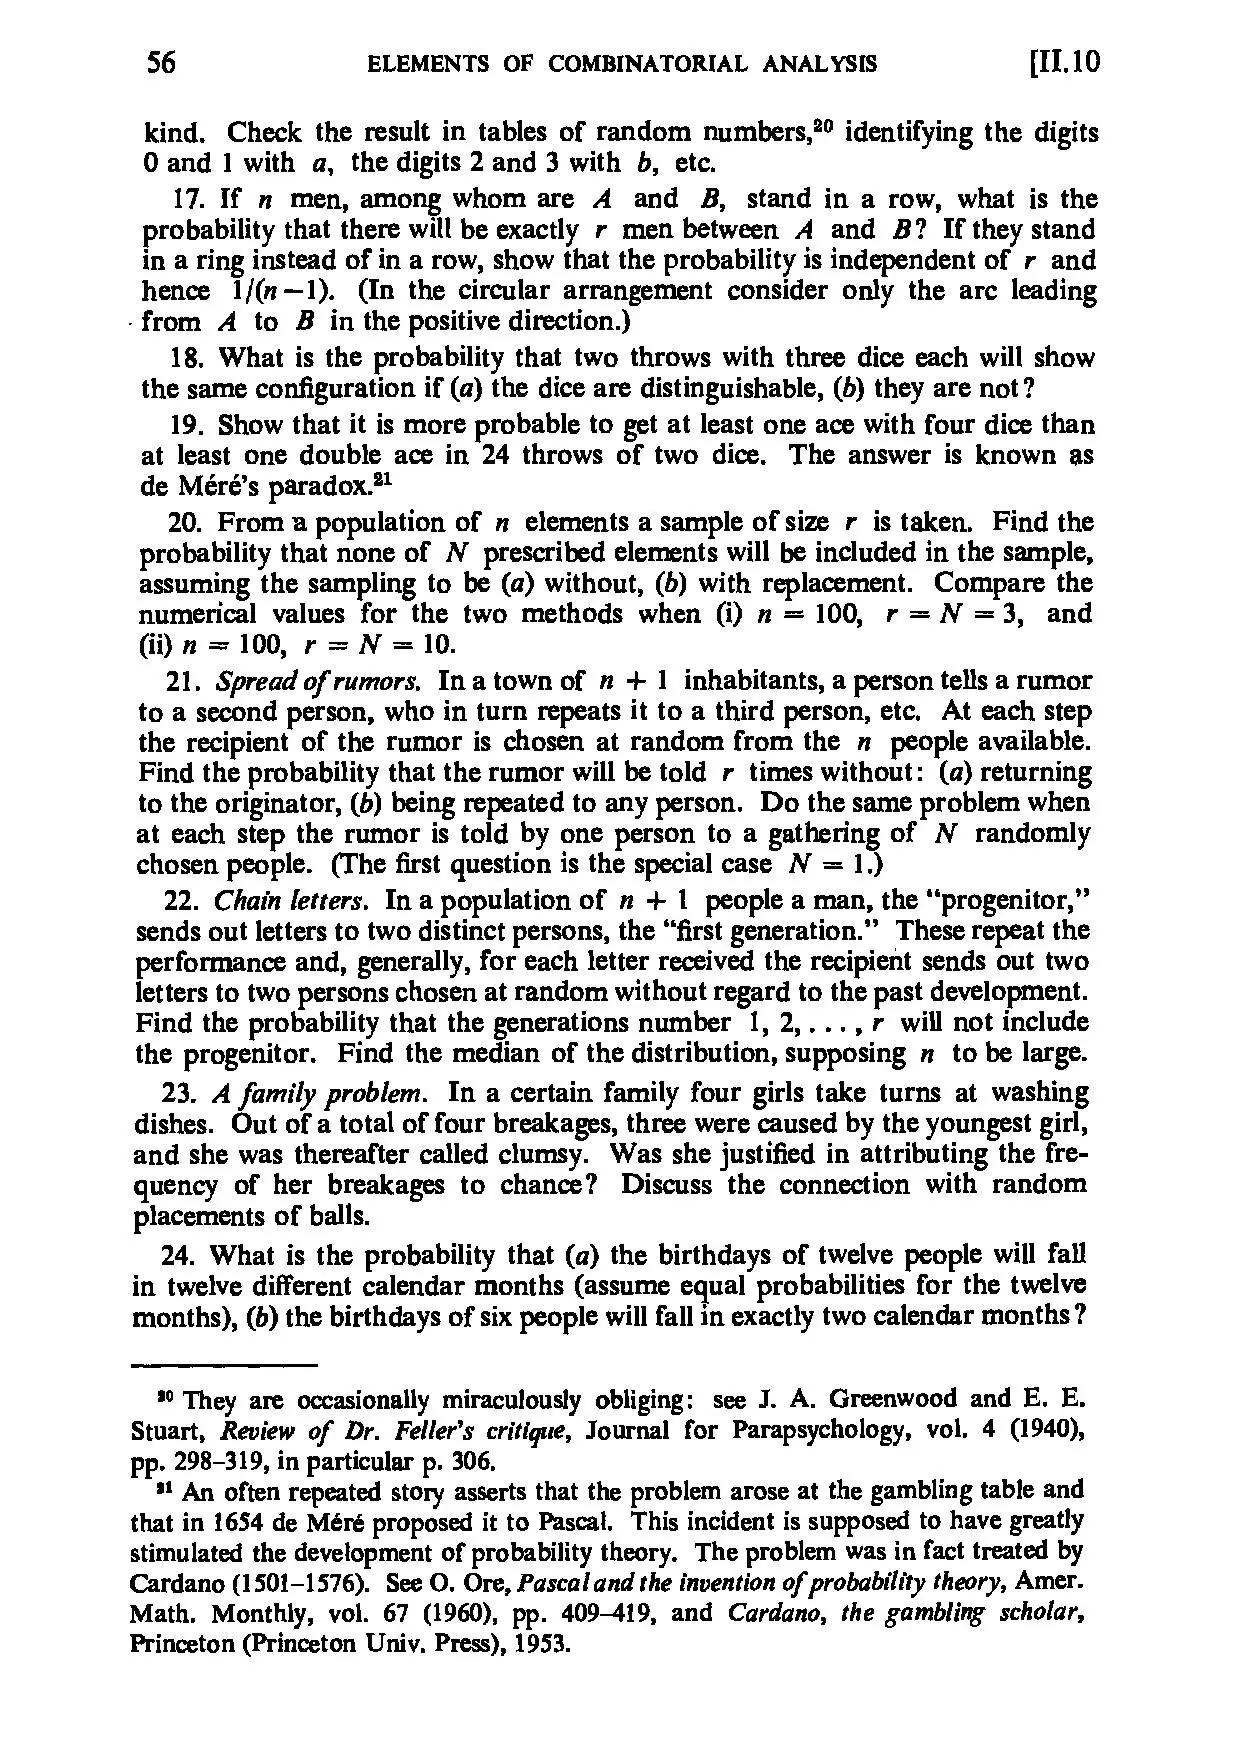 56 ELEMENTS OF COMBINATORIAL ANALYSIS [II.10
kind. Check the result in tables of random numbers,²⁰ identifying the digits
0 and 1 with a, the digits 2 and 3 with b, etc.
17. If n men, among whom are A and B, stand in a row, what is the
probability that there will be exactly r men between A and B? If they stand
in a ring instead of in a row, show that the probability is independent of r and
hence 1/(n−1). (In the circular arrangement consider only the arc leading
from A to B in the positive direction.)
18. What is the probability that two throws with three dice each will show
the same configuration if (a) the dice are distinguishable, (b) they are not?
19. Show that it is more probable to get at least one ace with four dice than
at least one double ace in 24 throws of two dice. The answer is known as
de Méré's paradox.²¹
20. From a population of n elements a sample of size r is taken. Find the
probability that none of N prescribed elements will be included in the sample,
assuming the sampling to be (a) without, (b) with replacement. Compare the
numerical values for the two methods when (i) n = 100, r = N = 3, and
(ii) n = 100, r = N = 10.
21. Spread of rumors. In a town of n + 1 inhabitants, a person tells a rumor
to a second person, who in turn repeats it to a third person, etc. At each step
the recipient of the rumor is chosen at random from the n people available.
Find the probability that the rumor will be told r times without: (a) returning
to the originator, (b) being repeated to any person. Do the same problem when
at each step the rumor is told by one person to a gathering of N randomly
chosen people. (The first question is the special case N = 1.)
22. Chain letters. In a population of n + 1 people a man, the “progenitor,”
sends out letters to two distinct persons, the “first generation.” These repeat the
performance and, generally, for each letter received the recipient sends out two
letters to two persons chosen at random without regard to the past development.
Find the probability that the generations number 1, 2, . . . , r will not include
the progenitor. Find the median of the distribution, supposing n to be large.
23. A family problem. In a certain family four girls take turns at washing
dishes. Out of a total of four breakages, three were caused by the youngest girl,
and she was thereafter called clumsy. Was she justified in attributing the fre-
quency of her breakages to chance? Discuss the connection with random
placements of balls.
24. What is the probability that (a) the birthdays of twelve people will fall
in twelve different calendar months (assume equal probabilities for the twelve
months), (b) the birthdays of six people will fall in exactly two calendar months?
²⁰ They are occasionally miraculously obliging: see J. A. Greenwood and E. E.
Stuart, Review of Dr. Feller's critique, Journal for Parapsychology, vol. 4 (1940),
pp. 298–319, in particular p. 306.
²¹ An often repeated story asserts that the problem arose at the gambling table and
that in 1654 de Méré proposed it to Pascal. This incident is supposed to have greatly
stimulated the development of probability theory. The problem was in fact treated by
Cardano (1501–1576). See O. Ore, Pascal and the invention of probability theory, Amer.
Math. Monthly, vol. 67 (1960), pp. 409–419, and Cardano, the gambling scholar,
Princeton (Princeton Univ. Press), 1953.